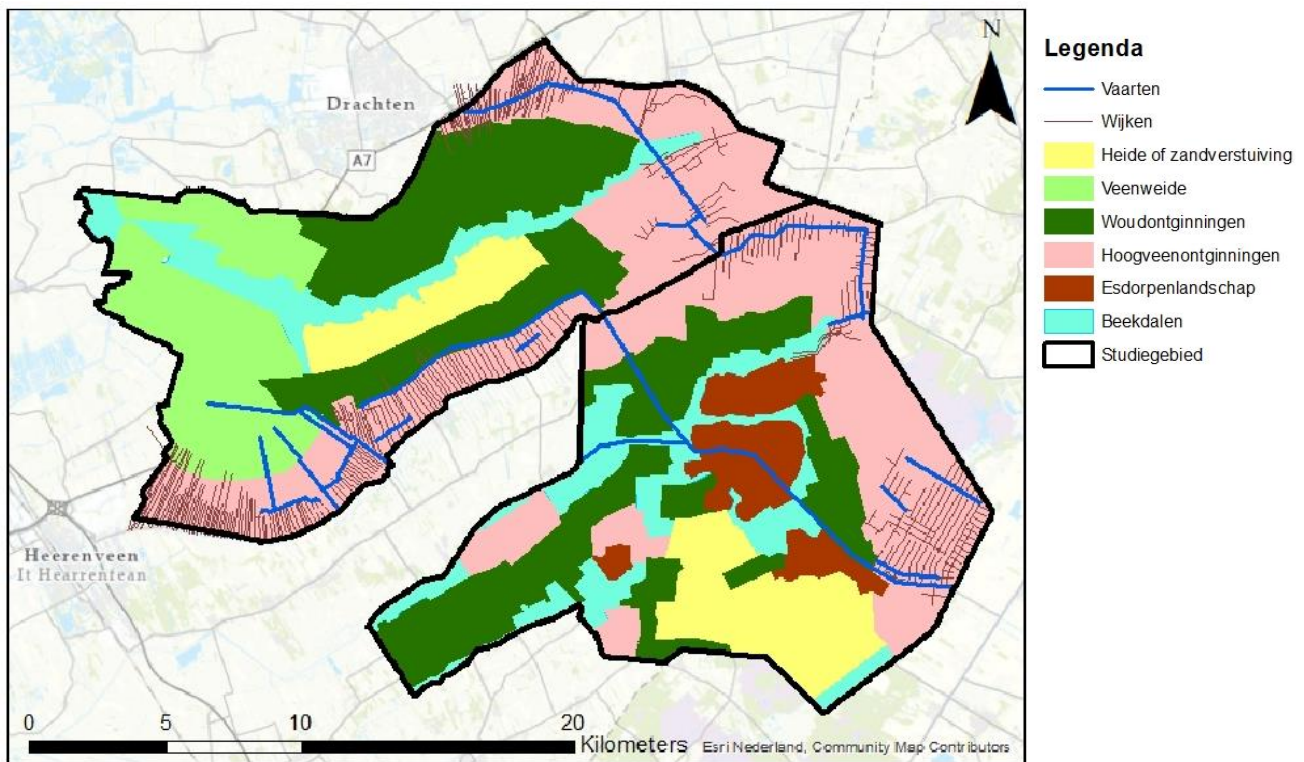 N
Drachten
A7
Heerenveen
It Hearrenfean
0 5 10 20
Kilometers
Esri Nederland, Community Map Contributors
Legenda
Vaarten
Wijken
Heide of zandverstuiving
Veenweide
Woudontginningen
Hoogveenontginningen
Esdorpenlandschap
Beekdalen
Studiegebied